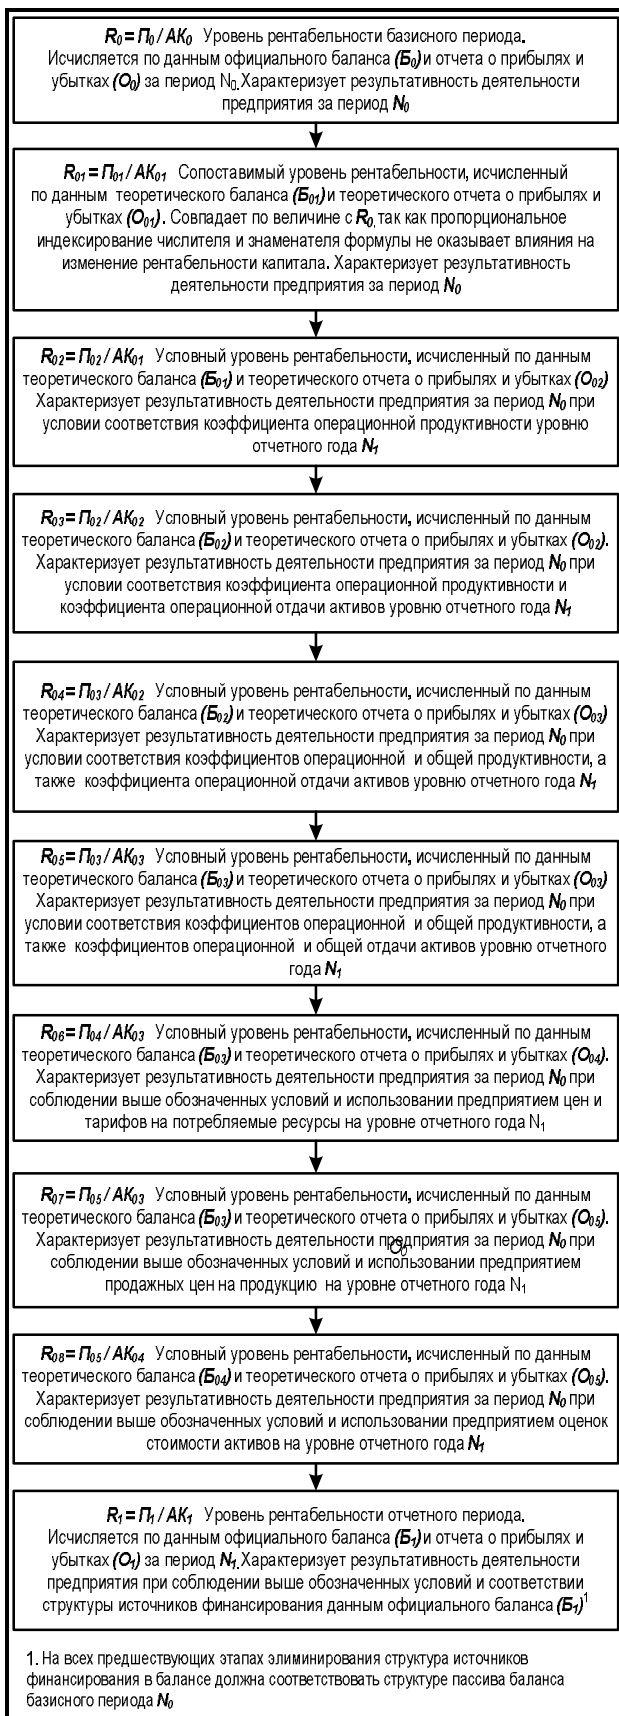 R₀ = П₀ / АК₀ Уровень рентабельности базисного периода.
Исчисляется по данным официального баланса (Б₀) и отчета о прибылях и
убытках (О₀) за период N₀. Характеризует результативность деятельности
предприятия за период N₀
R₀₁ = П₀₁ / АК₀₁ Сопоставимый уровень рентабельности, исчисленный
по данным теоретического баланса (Б₀₁) и теоретического отчета о прибылях и
убытках (О₀₁). Совпадает по величине с R₀, так как пропорциональное
индексирование числителя и знаменателя формулы не оказывает влияния на
изменение рентабельности капитала. Характеризует результативность
деятельности предприятия за период N₀
R₀₂ = П₀₂ / АК₀₁ Условный уровень рентабельности, исчисленный по данным
теоретического баланса (Б₀₁) и теоретического отчета о прибылях и убытках (О₀₂)
Характеризует результативность деятельности предприятия за период N₀ при
условии соответствия коэффициента операционной продуктивности уровню
отчетного года N₁
R₀₃ = П₀₂ / АК₀₂ Условный уровень рентабельности, исчисленный по данным
теоретического баланса (Б₀₂) и теоретического отчета о прибылях и убытках (О₀₂).
Характеризует результативность деятельности предприятия за период N₀ при
условии соответствия коэффициента операционной продуктивности и
коэффициента операционной отдачи активов уровню отчетного года N₁
R₀₄ = П₀₃ / АК₀₂ Условный уровень рентабельности, исчисленный по данным
теоретического баланса (Б₀₂) и теоретического отчета о прибылях и убытках (О₀₃)
Характеризует результативность деятельности предприятия за период N₀ при
условии соответствия коэффициентов операционной и общей продуктивности, а
также коэффициента операционной отдачи активов уровню отчетного года N₁
R₀₅ = П₀₃ / АК₀₃ Условный уровень рентабельности, исчисленный по данным
теоретического баланса (Б₀₃) и теоретического отчета о прибылях и убытках (О₀₃)
Характеризует результативность деятельности предприятия за период N₀ при
условии соответствия коэффициентов операционной и общей продуктивности, а
также коэффициентов операционной и общей отдачи активов уровню отчетного
года N₁
R₀₆ = П₀₄ / АК₀₃ Условный уровень рентабельности, исчисленный по данным
теоретического баланса (Б₀₃) и теоретического отчета о прибылях и убытках (О₀₄).
Характеризует результативность деятельности предприятия за период N₀ при
соблюдении выше обозначенных условий и использовании предприятием цен и
тарифов на потребляемые ресурсы на уровне отчетного года N₁
R₀₇ = П₀₅ / АК₀₃ Условный уровень рентабельности, исчисленный по данным
теоретического баланса (Б₀₃) и теоретического отчета о прибылях и убытках (О₀₅).
Характеризует результативность деятельности предприятия за период N₀ при
О₀
соблюдении выше обозначенных условий и использовании предприятием
продажных цен на продукцию на уровне отчетного года N₁
R₀₈ = П₀₅ / АК₀₄ Условный уровень рентабельности, исчисленный по данным
теоретического баланса (Б₀₄) и теоретического отчета о прибылях и убытках (О₀₅).
Характеризует результативность деятельности предприятия за период N₀ при
соблюдении выше обозначенных условий и использовании предприятием оценок
стоимости активов на уровне отчетного года N₁
R₁ = П₁ / АК₁ Уровень рентабельности отчетного периода.
Исчисляется по данным официального баланса (Б₁) и отчета о прибылях и
убытках (О₁) за период N₁. Характеризует результативность деятельности
предприятия при соблюдении выше обозначенных условий и соответствии
структуры источников финансирования данным официального баланса (Б₁)¹
1. На всех предшествующих этапах элиминирования структура источников
финансирования в балансе должна соответствовать структуре пассива баланса
базисного периода N₀